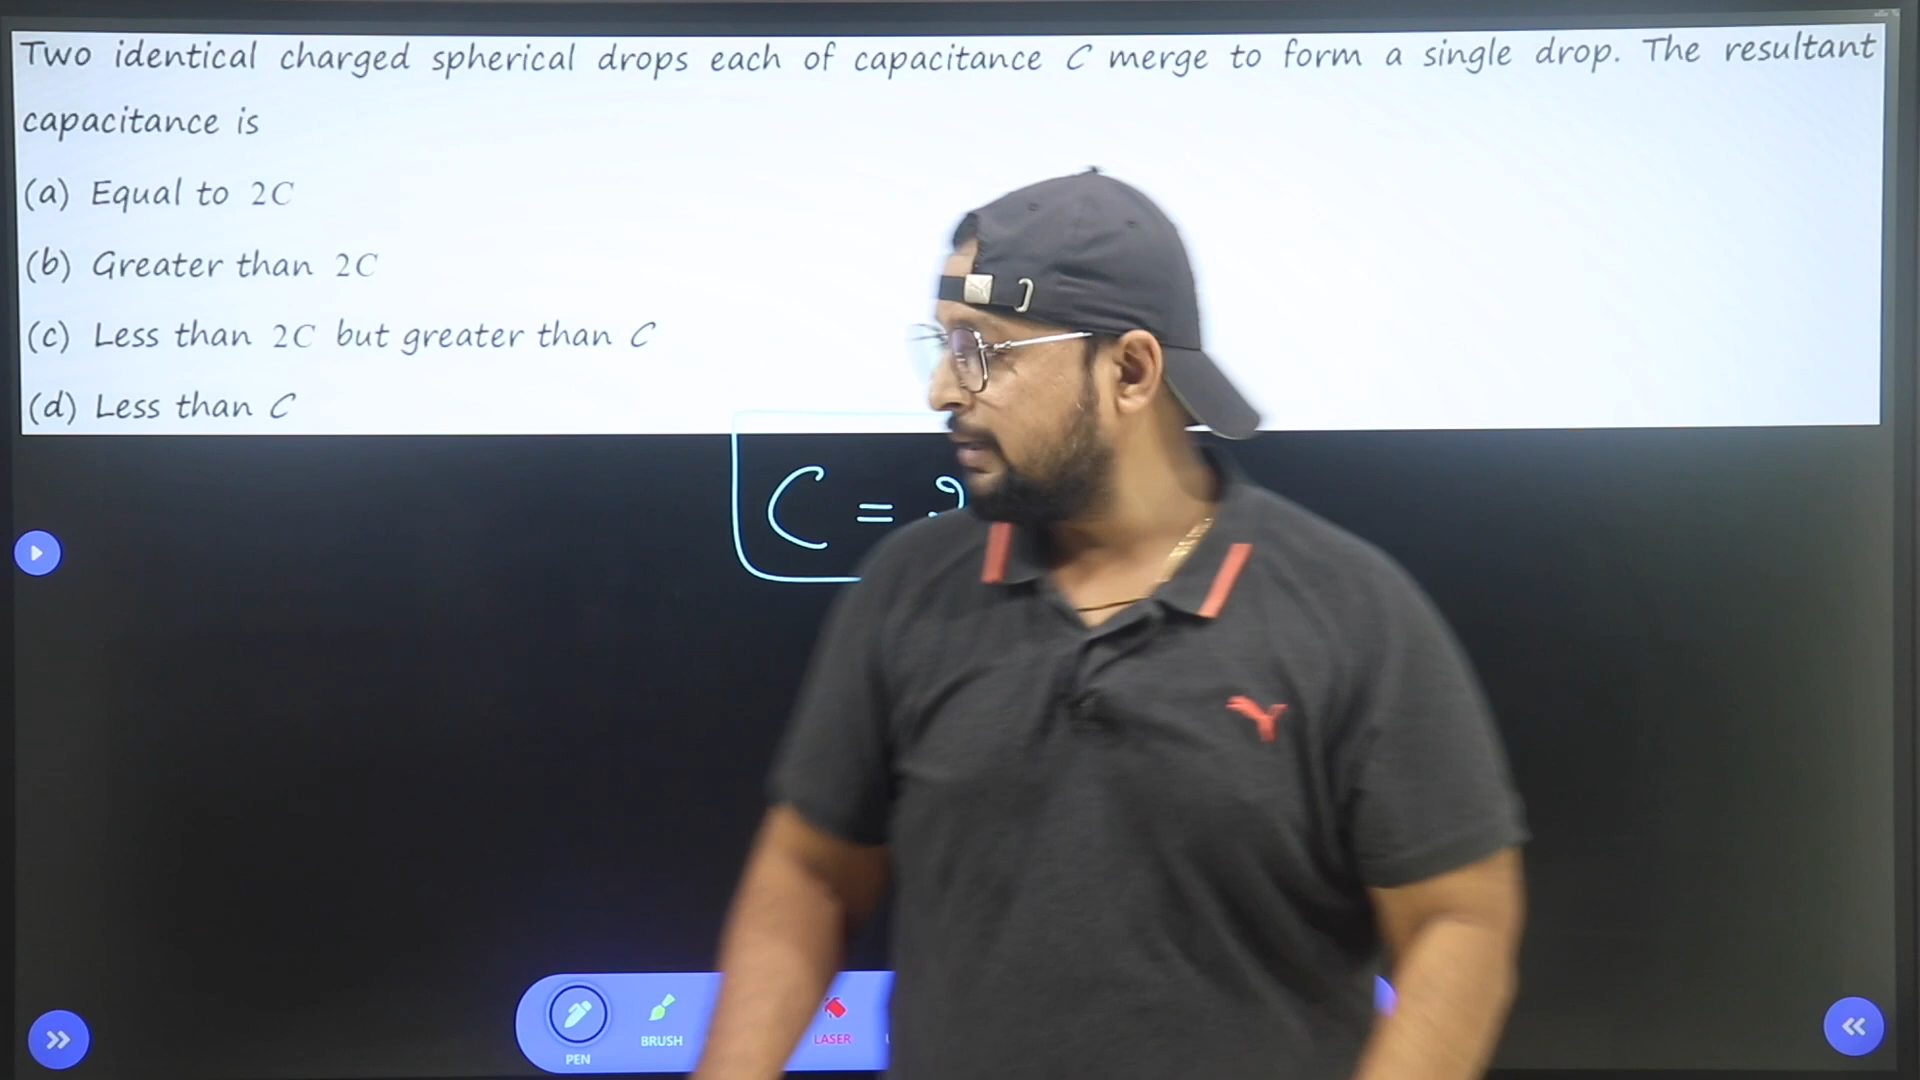 Two identical charged spherical drops each of capacitance C merge to form a single drop. The resultant
capacitance is
(a) Equal to 2C
(b) Greater than 2C
(c) Less than 2C but greater than C
(d) Less than C
C =
PEN
BRUSH
LASER